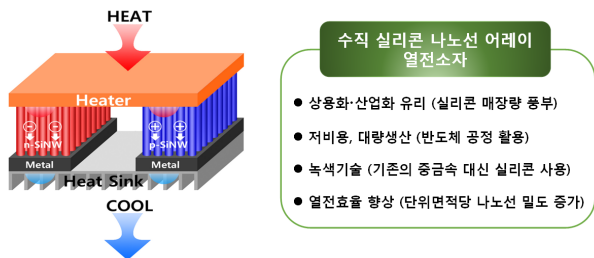 HEAT
Heater
n-SiNW
p-SiNW
Metal
Metal
Heat Sink
COOL
수직 실리콘 나노선 어레이
열전소자
● 상용화·산업화 유리 (실리콘 매장량 풍부)
● 저비용, 대량생산 (반도체 공정 활용)
● 녹색기술 (기존의 중금속 대신 실리콘 사용)
● 열전효율 향상 (단위면적당 나노선 밀도 증가)